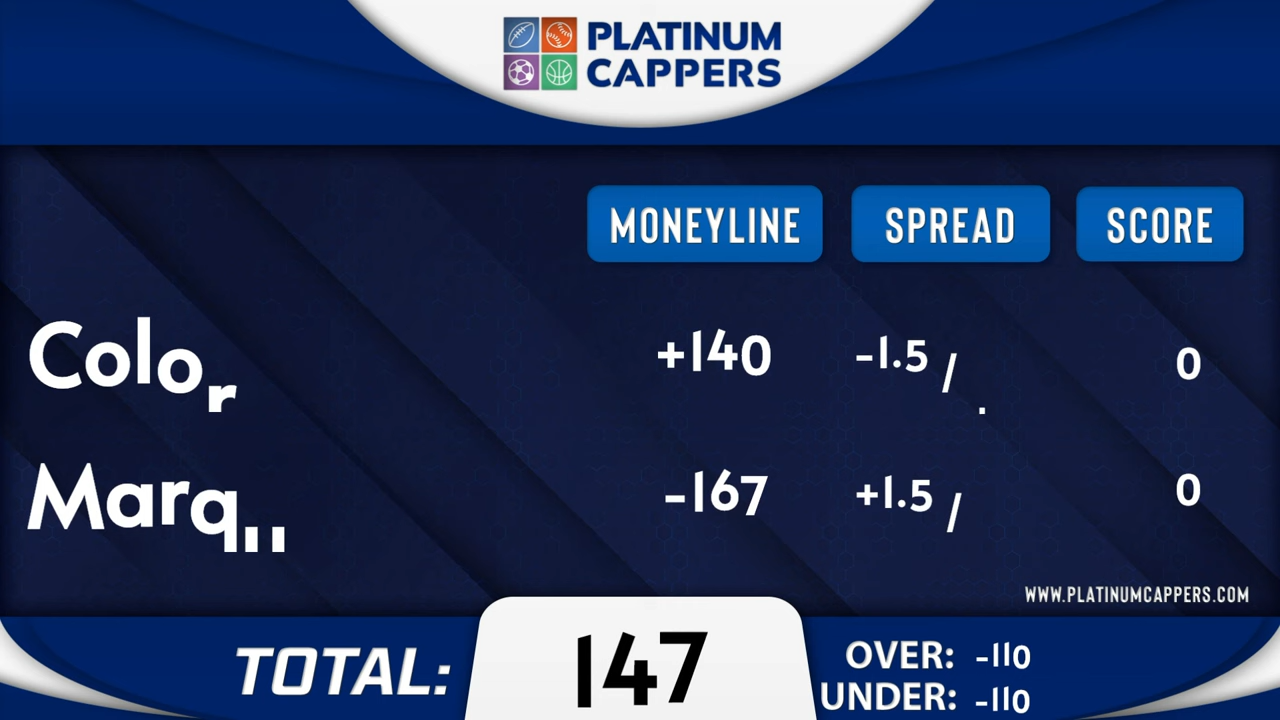 PLATINUM
CAPPERS
MONEYLINE SPREAD SCORE
Color +140 -1.5 / 0
Marq -167 +1.5 / 0
WWW.PLATINUMCAPPERS.COM
TOTAL: 147
OVER: -110
UNDER: -110